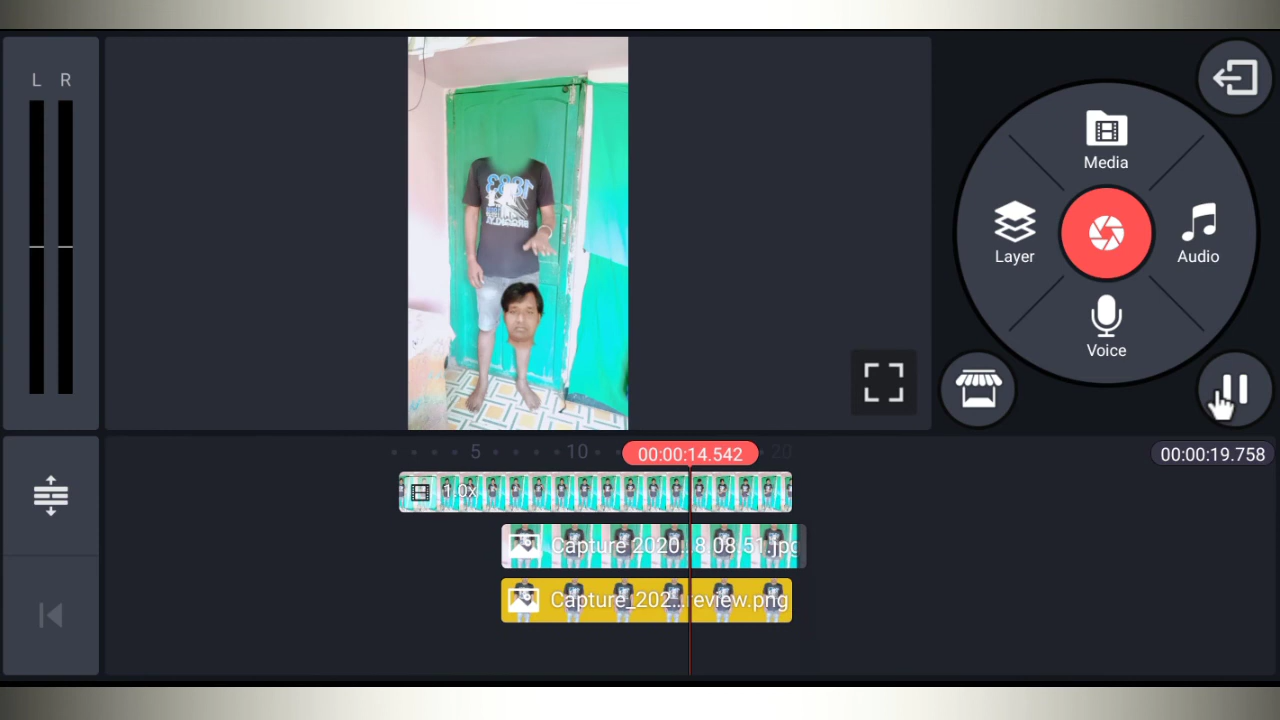 L R
Media
Layer
Audio
Voice
5
10
00:00:14.542
20
00:00:19.758
1.0x
Capture 2020...8.08.51.jpg
Capture_202...review.png